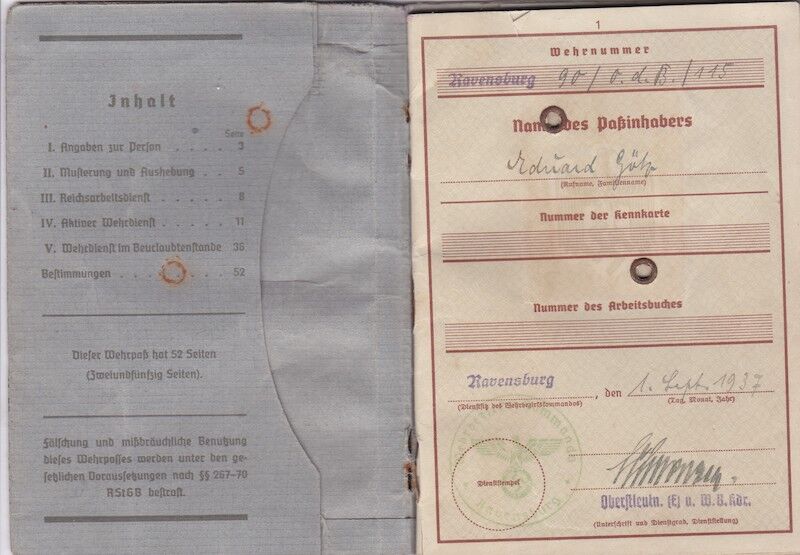 Inhalt
Seite
I. Angaben zur Person . . . . . 3
II. Musterung und Aushebung . . 5
III. Reichsarbeitsdienst . . . . . 8
IV. Aktiver Wehrdienst . . . . . 11
V. Wehrdienst im Beurlaubtenstande 36
Bestimmungen . . . . . . . . 52
Dieser Wehrpaß hat 52 Seiten
(Zweiundfünfzig Seiten).
Fälschung und mißbräuchliche Benutzung
dieses Wehrpasses werden unter den ge-
setzlichen Voraussetzungen nach §§ 267–70
RStGB bestraft.
1
Wehrnummer
Ravensburg 90/O.d.B./115
Name des Paßinhabers
Eduard Götz
(Rufname, Familienname)
Nummer der Kennkarte
Nummer des Arbeitsbuches
Ravensburg, den 1. Sept. 1937
(Dienstsitz des Wehrbezirkskommandos) (Tag, Monat, Jahr)
Dienststempel
Ravensburg
Oberstleutn. (E) u. W.B.Kdr.
(Unterschrift und Dienstgrad, Dienststellung)